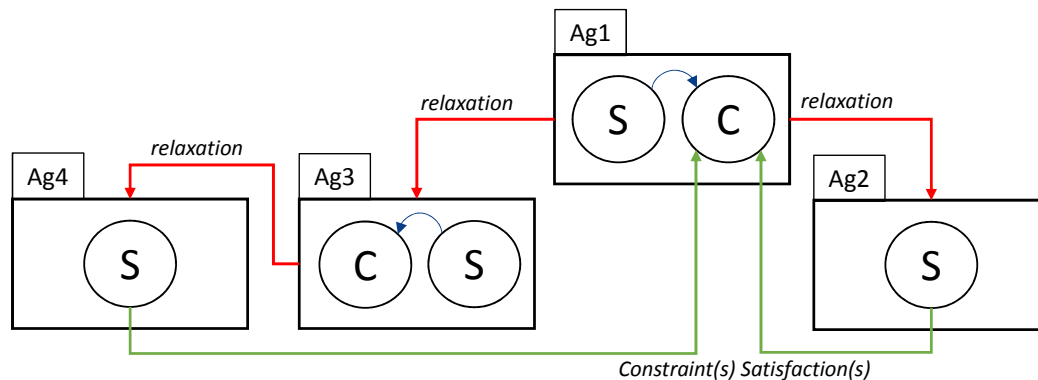 Ag1
S C
relaxation
relaxation
relaxation
Ag4
Ag3
Ag2
S
C S
S
Constraint(s) Satisfaction(s)